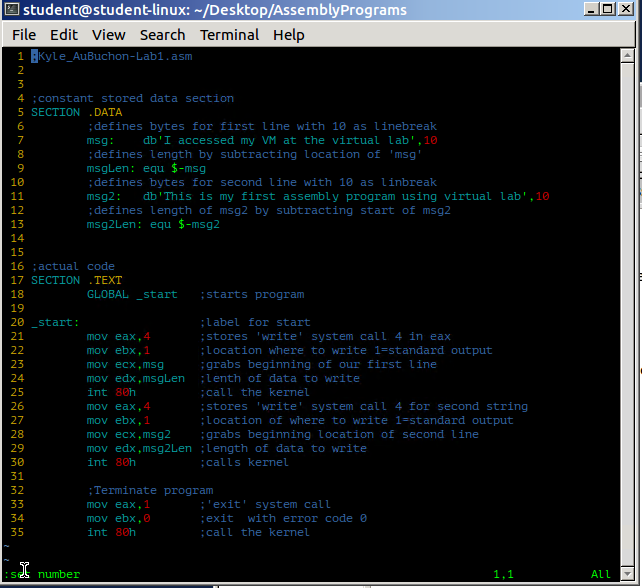 student@student-linux: ~/Desktop/AssemblyPrograms
File Edit View Search Terminal Help
1 ;Kyle_AuBuchon-Lab1.asm
2
3
4 ;constant stored data section
5 SECTION .DATA
6 ;defines bytes for first line with 10 as linebreak
7 msg: db'I accessed my VM at the virtual lab',10
8 ;defines length by subtracting location of 'msg'
9 msgLen: equ $-msg
10 ;defines bytes for second line with 10 as linbreak
11 msg2: db'This is my first assembly program using virtual lab',10
12 ;defines length of msg2 by subtracting start of msg2
13 msg2Len: equ $-msg2
14
15
16 ;actual code
17 SECTION .TEXT
18 GLOBAL _start ;starts program
19
20 _start: ;label for start
21 mov eax,4 ;stores 'write' system call 4 in eax
22 mov ebx,1 ;location where to write 1=standard output
23 mov ecx,msg ;grabs beginning of our first line
24 mov edx,msgLen ;lenth of data to write
25 int 80h ;call the kernel
26 mov eax,4 ;stores 'write' system call 4 for second string
27 mov ebx,1 ;location of where to write 1=standard output
28 mov ecx,msg2 ;grabs beginning location of second line
29 mov edx,msg2Len ;length of data to write
30 int 80h ;calls kernel
31
32 ;Terminate program
33 mov eax,1 ;'exit' system call
34 mov ebx,0 ;exit with error code 0
35 int 80h ;call the kernel
~
~
:set number 1,1 All